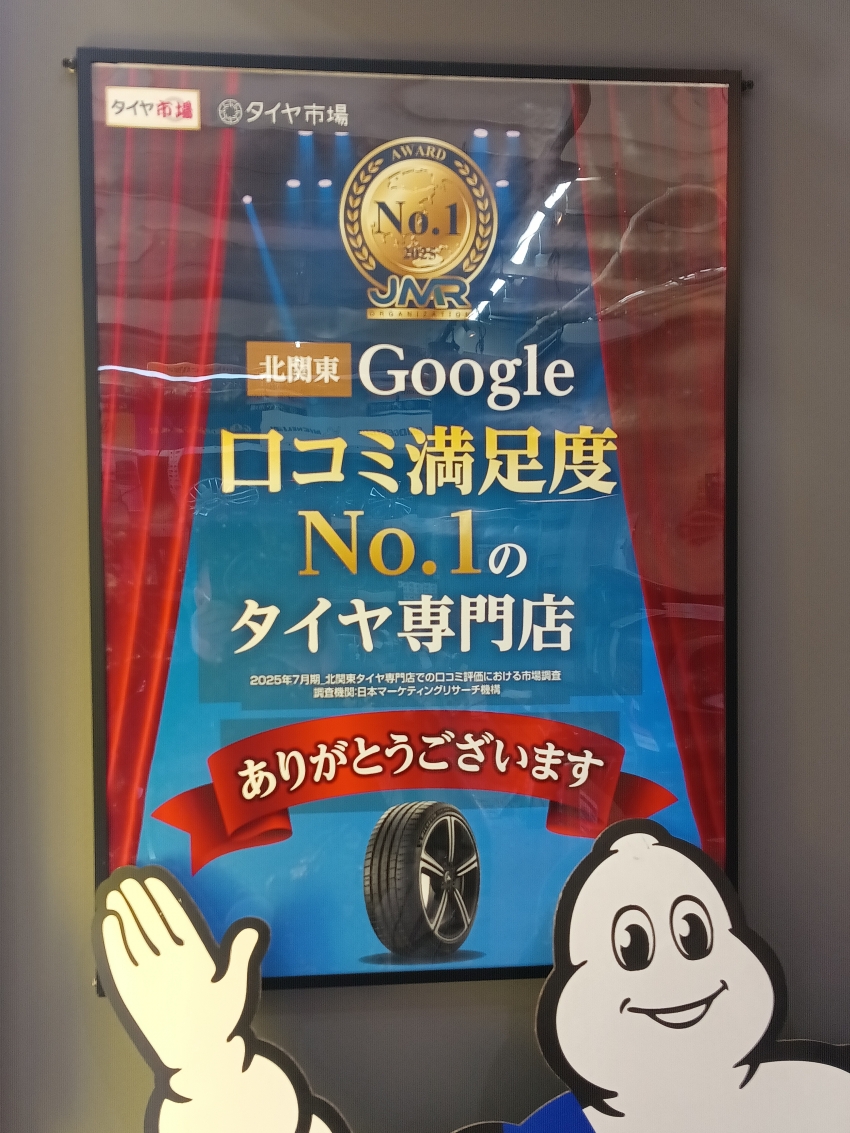 タイヤ市場 タイヤ市場
AWARD
No.1
2025
JMR
ORGANIZATION
北関東 Google
口コミ満足度
No.1の
タイヤ専門店
2025年7月期_北関東タイヤ専門店での口コミ評価における市場調査
調査機関:日本マーケティングリサーチ機構
ありがとうございます